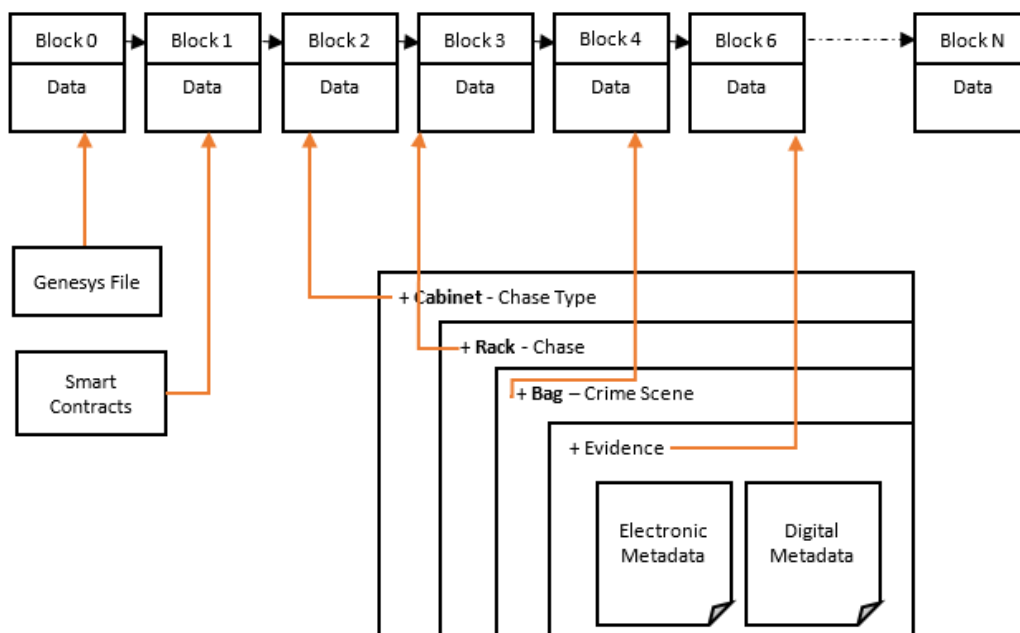 Block 0
Block 1
Block 2
Block 3
Block 4
Block 6
Block N
Data
Data
Data
Data
Data
Data
Data
Genesys File
Smart
Contracts
+ Cabinet - Chase Type
+ Rack - Chase
+ Bag – Crime Scene
+ Evidence
Electronic
Metadata
Digital
Metadata